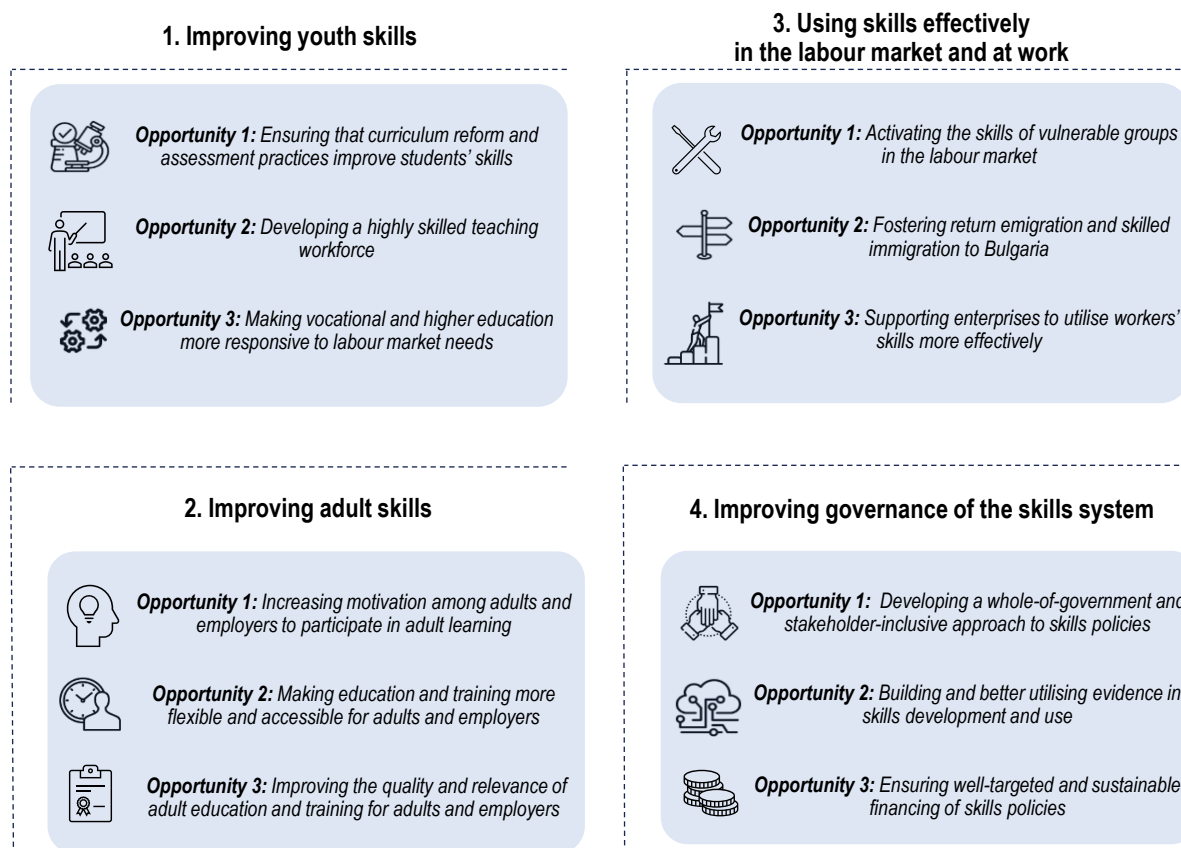 1. Improving youth skills
Opportunity 1: Ensuring that curriculum reform and
assessment practices improve students' skills
Opportunity 2: Developing a highly skilled teaching
workforce
Opportunity 3: Making vocational and higher education
more responsive to labour market needs
2. Improving adult skills
Opportunity 1: Increasing motivation among adults and
employers to participate in adult learning
Opportunity 2: Making education and training more
flexible and accessible for adults and employers
Opportunity 3: Improving the quality and relevance of
adult education and training for adults and employers
3. Using skills effectively
in the labour market and at work
Opportunity 1: Activating the skills of vulnerable groups
in the labour market
Opportunity 2: Fostering return emigration and skilled
immigration to Bulgaria
Opportunity 3: Supporting enterprises to utilise workers'
skills more effectively
4. Improving governance of the skills system
Opportunity 1: Developing a whole-of-government and
stakeholder-inclusive approach to skills policies
Opportunity 2: Building and better utilising evidence in
skills development and use
Opportunity 3: Ensuring well-targeted and sustainable
financing of skills policies